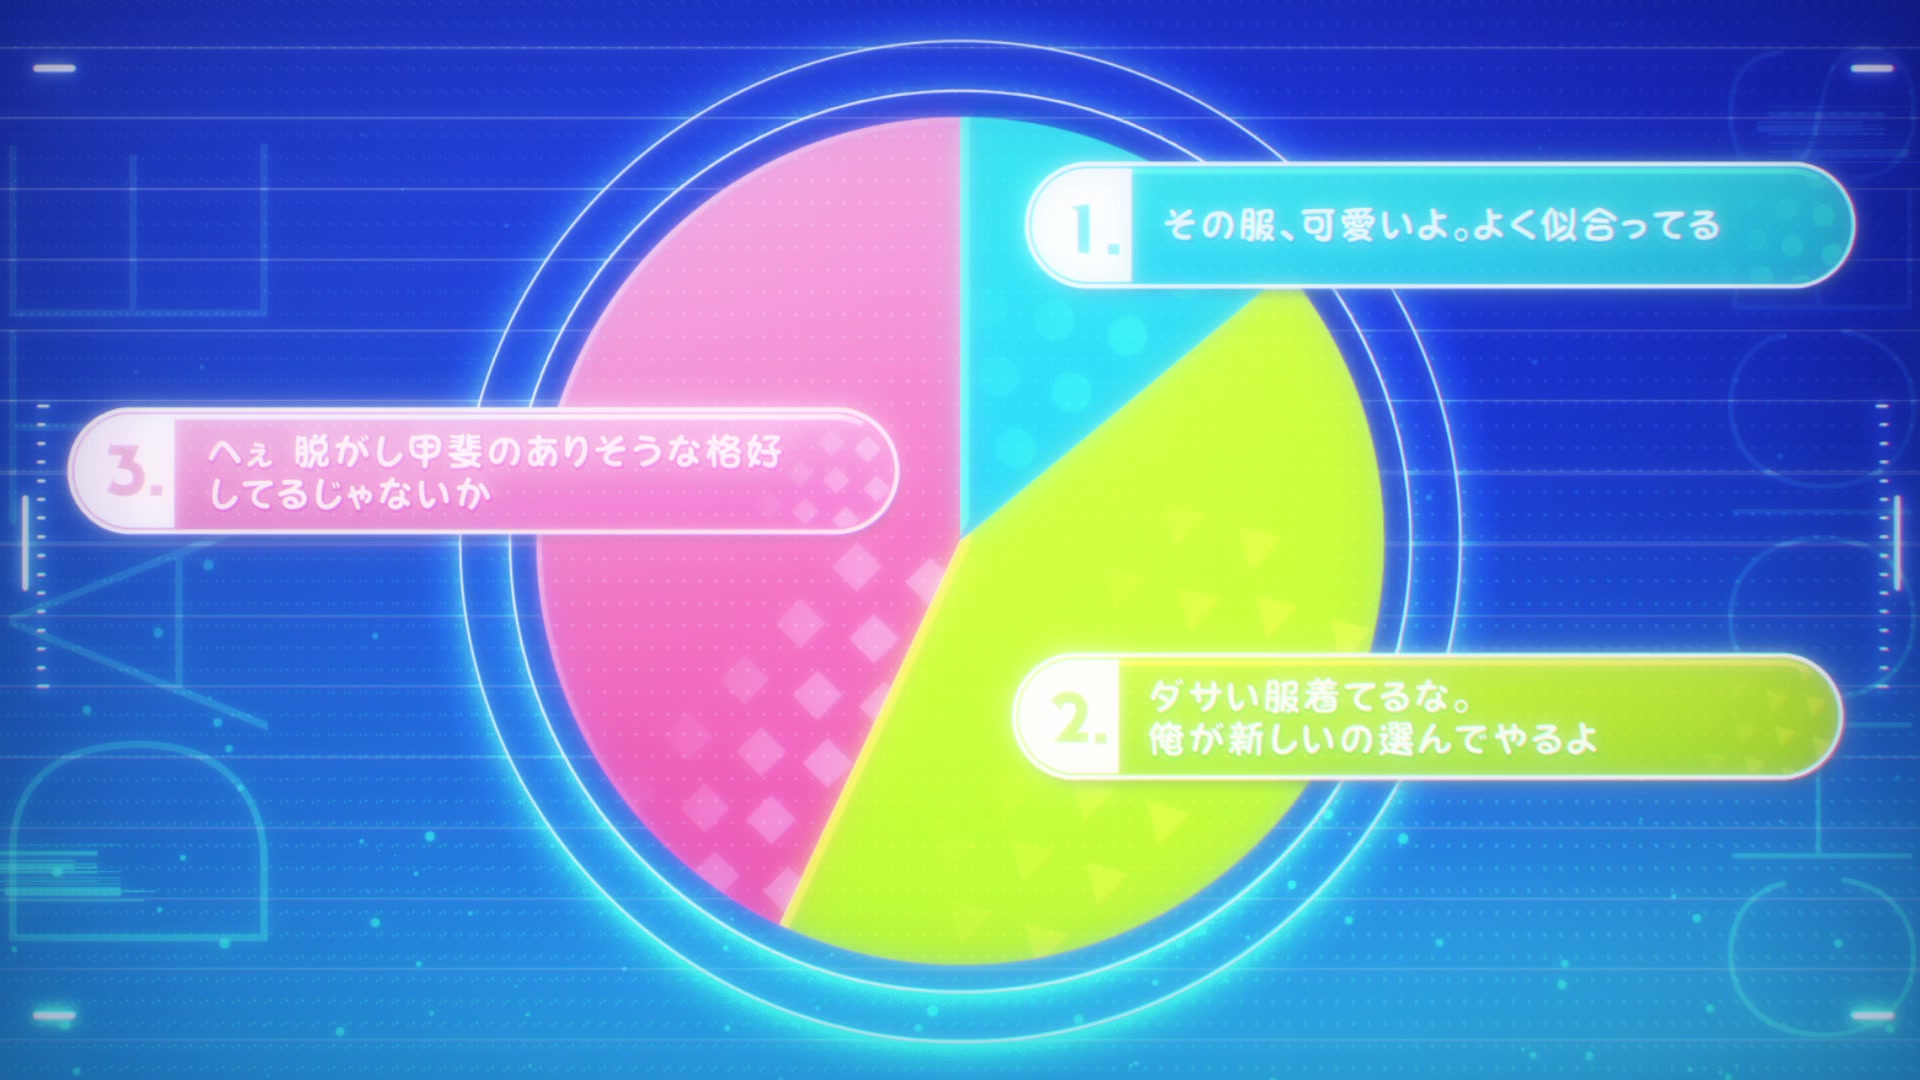 1. その服、可愛いよ。よく似合ってる
2. ダサい服着てるな。
俺が新しいの選んでやるよ
3. へぇ 脱がし甲斐のありそうな格好
してるじゃないか